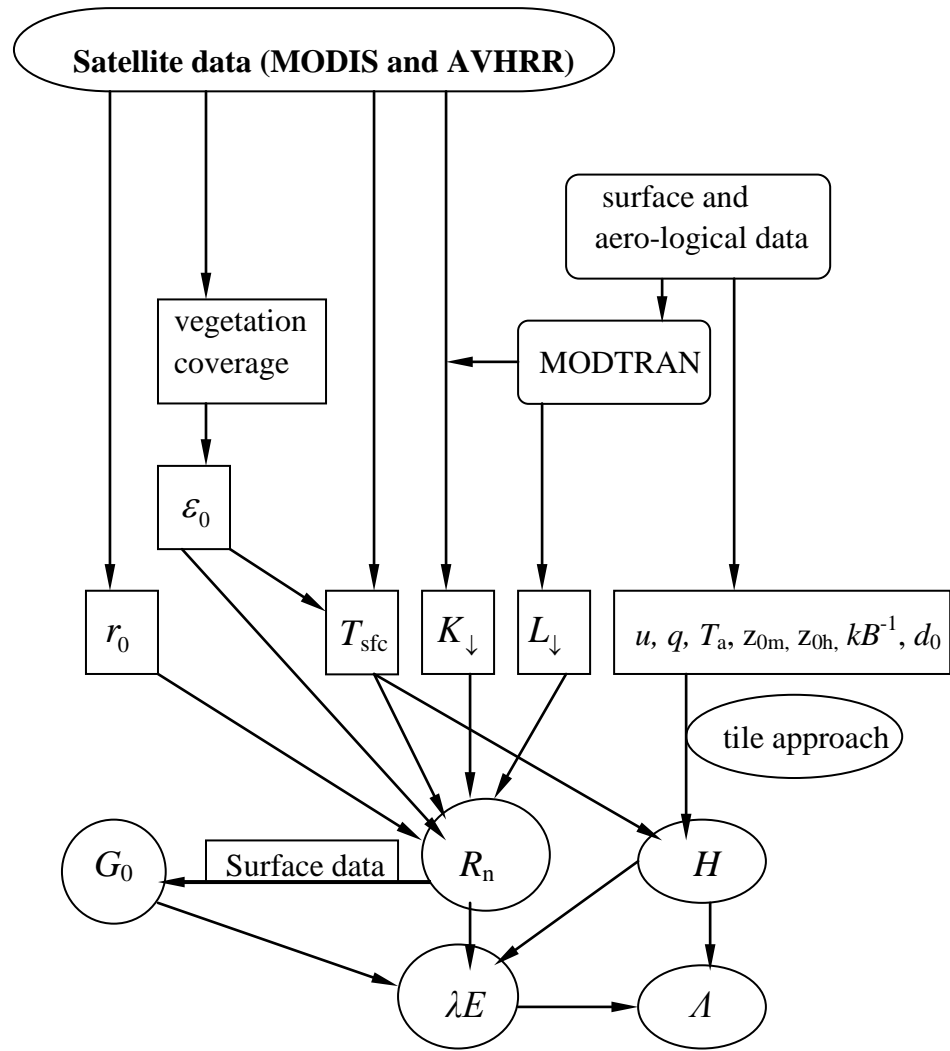 Satellite data (MODIS and AVHRR)
surface and
aero-logical data
vegetation
coverage
MODTRAN
ε₀
r₀
T_sfc
K↓
L↓
u, q, Tₐ, z₀ₘ, z₀ₕ, kB⁻¹, d₀
tile approach
G₀
Surface data
Rₙ
H
λE
Λ